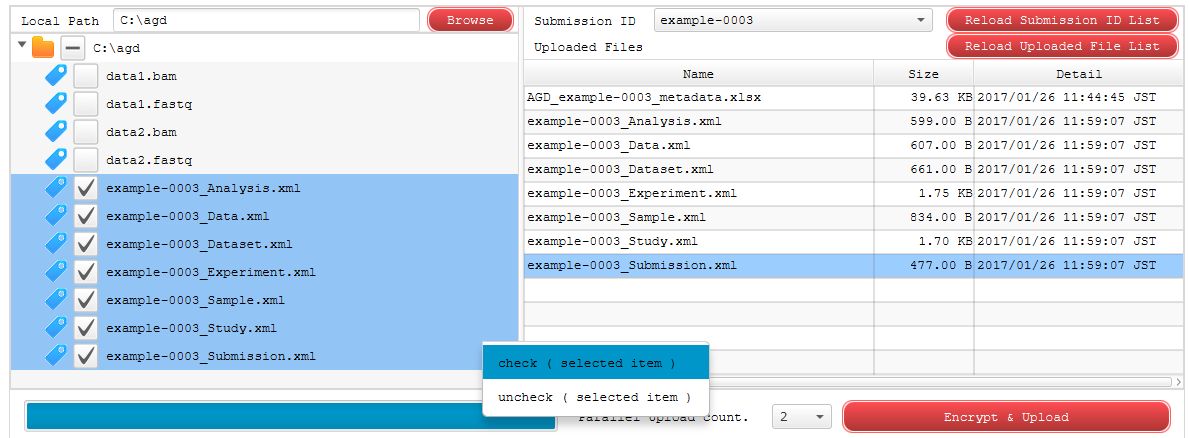 Local Path C:\agd Browse
C:\agd
data1.bam
data1.fastq
data2.bam
data2.fastq
example-0003_Analysis.xml
example-0003_Data.xml
example-0003_Dataset.xml
example-0003_Experiment.xml
example-0003_Sample.xml
example-0003_Study.xml
example-0003_Submission.xml
Submission ID example-0003 Reload Submission ID List
Uploaded Files Reload Uploaded File List
Name Size Detail
AGD_example-0003_metadata.xlsx 39.63 KB 2017/01/26 11:44:45 JST
example-0003_Analysis.xml 599.00 B 2017/01/26 11:59:07 JST
example-0003_Data.xml 607.00 B 2017/01/26 11:59:07 JST
example-0003_Dataset.xml 661.00 B 2017/01/26 11:59:07 JST
example-0003_Experiment.xml 1.75 KB 2017/01/26 11:59:07 JST
example-0003_Sample.xml 834.00 B 2017/01/26 11:59:07 JST
example-0003_Study.xml 1.70 KB 2017/01/26 11:59:07 JST
example-0003_Submission.xml 477.00 B 2017/01/26 11:59:07 JST
check ( selected item )
uncheck ( selected item )
Parallel upload count. 2 Encrypt & Upload